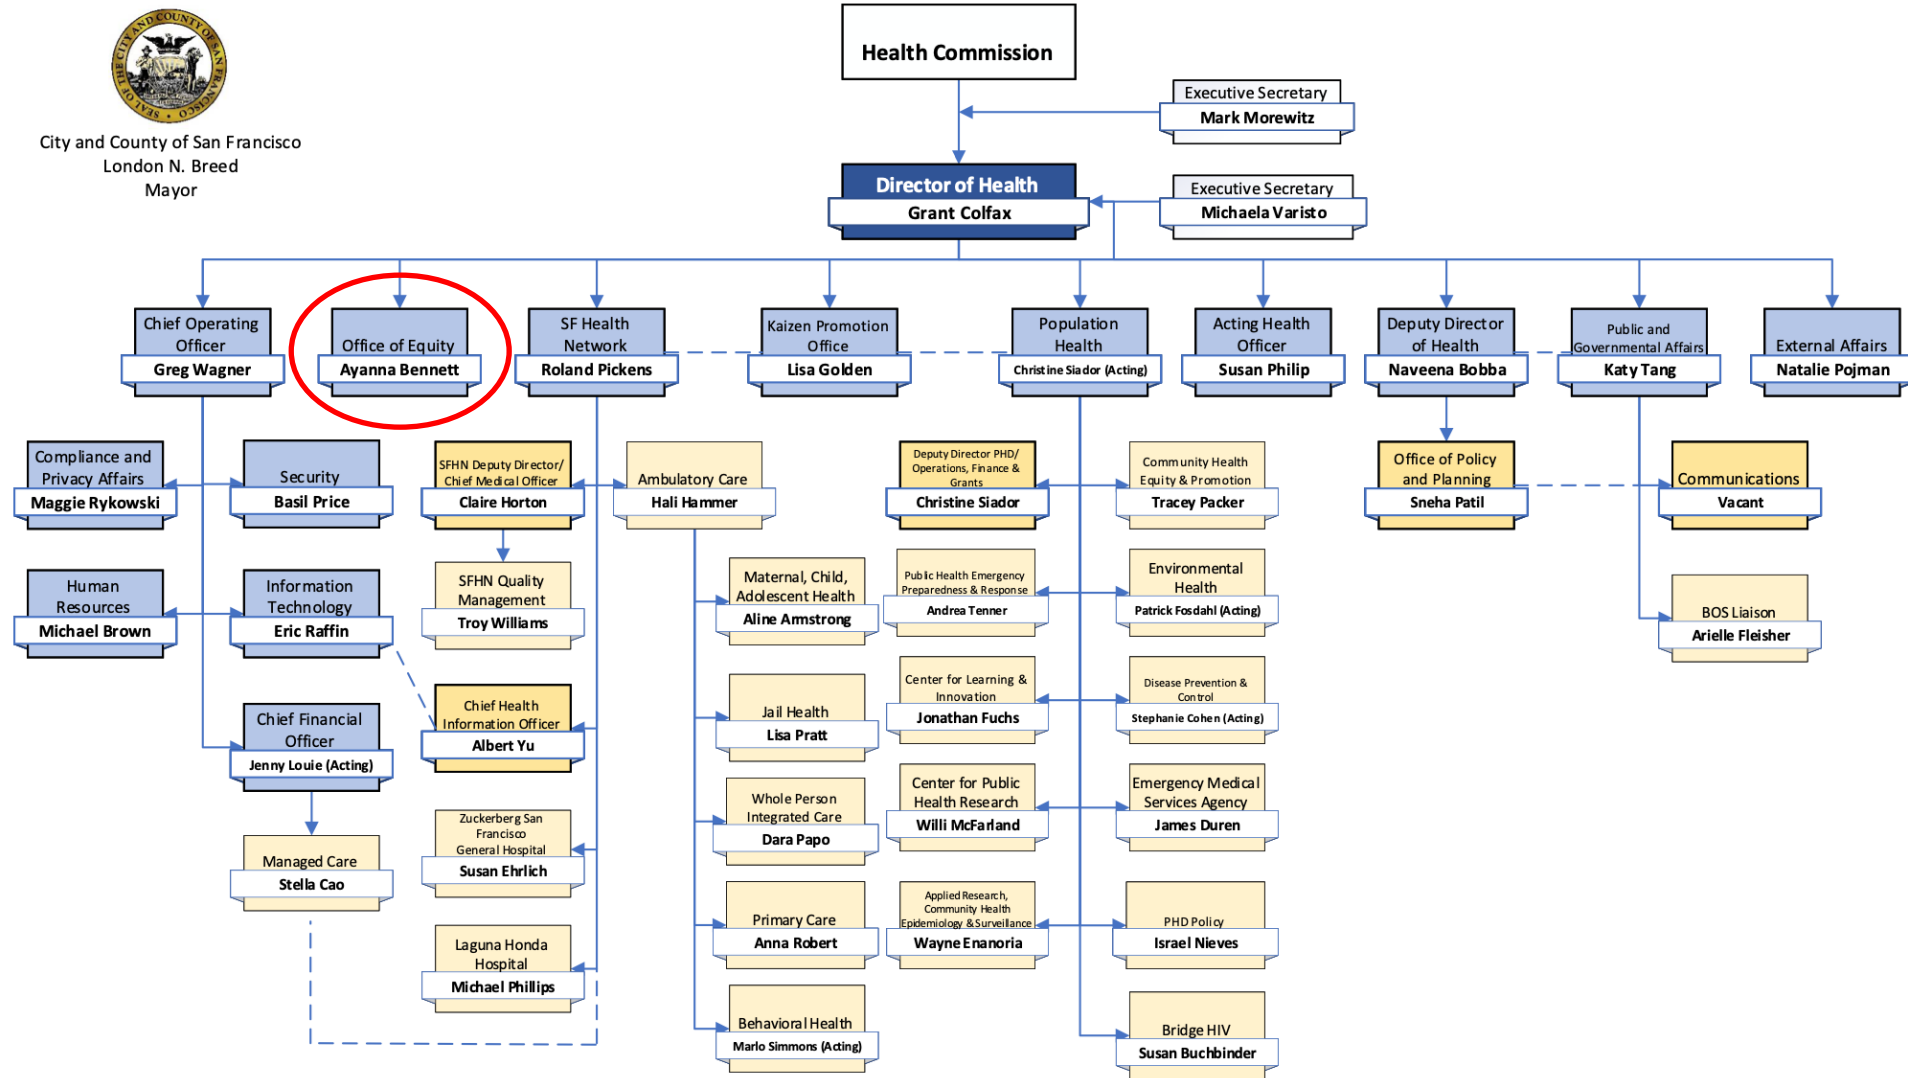 SEAL OF THE CITY AND COUNTY OF SAN FRANCISCO
City and County of San Francisco
London N. Breed
Mayor
Health Commission
Executive Secretary
Mark Morewitz
Director of Health
Grant Colfax
Executive Secretary
Michaela Varisto
Chief Operating
Officer
Greg Wagner
Office of Equity
Ayanna Bennett
SF Health
Network
Roland Pickens
Kaizen Promotion
Office
Lisa Golden
Population
Health
Christine Siador (Acting)
Acting Health
Officer
Susan Philip
Deputy Director
of Health
Naveena Bobba
Public and
Governmental Affairs
Katy Tang
External Affairs
Natalie Pojman
Compliance and
Privacy Affairs
Maggie Rykowski
Security
Basil Price
SFHN Deputy Director/
Chief Medical Officer
Claire Horton
Ambulatory Care
Hali Hammer
Deputy Director PHD/
Operations, Finance &
Grants
Christine Siador
Community Health
Equity & Promotion
Tracey Packer
Office of Policy
and Planning
Sneha Patil
Communications
Vacant
Human
Resources
Michael Brown
Information
Technology
Eric Raffin
SFHN Quality
Management
Troy Williams
Maternal, Child,
Adolescent Health
Aline Armstrong
Public Health Emergency
Preparedness & Response
Andrea Tenner
Environmental
Health
Patrick Fosdahl (Acting)
BOS Liaison
Arielle Fleisher
Chief Financial
Officer
Jenny Louie (Acting)
Chief Health
Information Officer
Albert Yu
Jail Health
Lisa Pratt
Center for Learning &
Innovation
Jonathan Fuchs
Disease Prevention &
Control
Stephanie Cohen (Acting)
Managed Care
Stella Cao
Zuckerberg San
Francisco
General Hospital
Susan Ehrlich
Whole Person
Integrated Care
Dara Papo
Center for Public
Health Research
Willi McFarland
Emergency Medical
Services Agency
James Duren
Laguna Honda
Hospital
Michael Phillips
Primary Care
Anna Robert
Applied Research,
Community Health
Epidemiology & Surveillance
Wayne Enanoria
PHD Policy
Israel Nieves
Behavioral Health
Marlo Simmons (Acting)
Bridge HIV
Susan Buchbinder